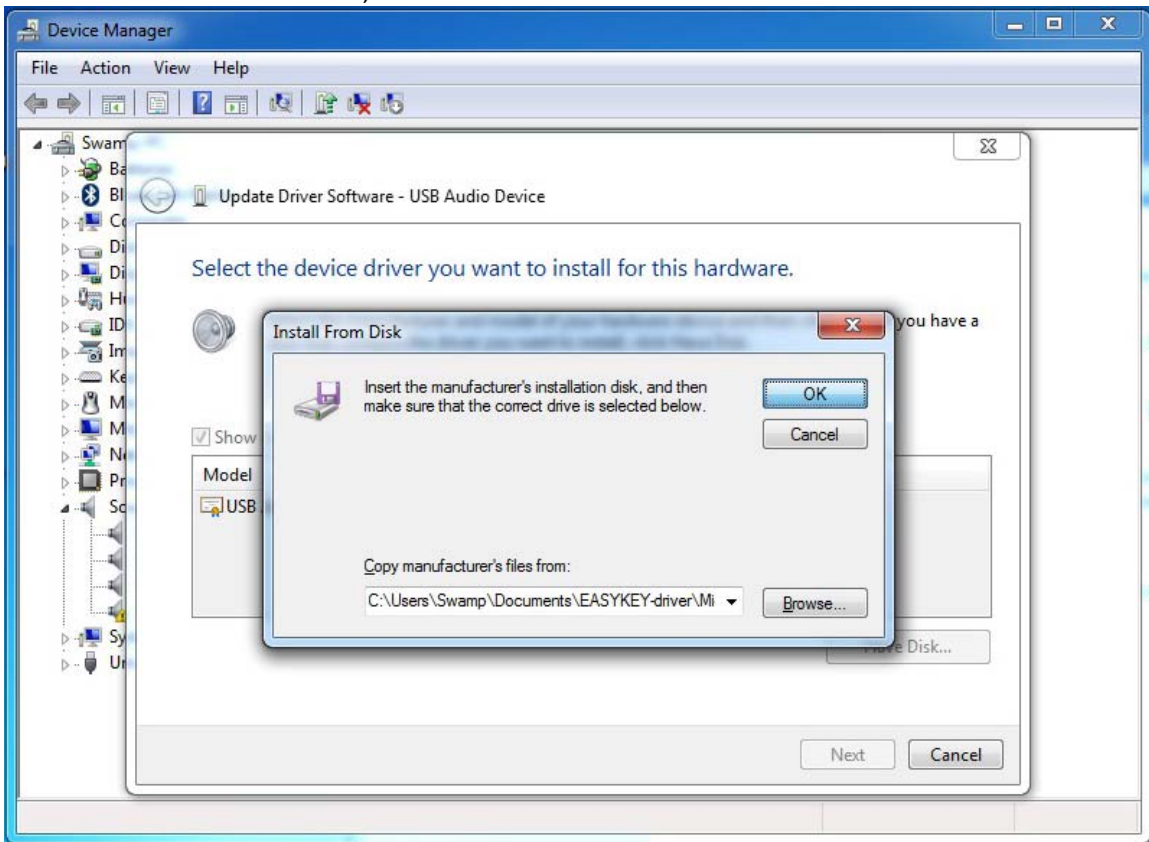 Device Manager
File Action View Help
Swam
Ba
Bl
Update Driver Software - USB Audio Device
Co
Di
Select the device driver you want to install for this hardware.
Di
Hu
ID
Install From Disk
you have a
Im
Ke
Insert the manufacturer's installation disk, and then
OK
make sure that the correct drive is selected below.
M
M
Show
Cancel
Ne
Model
Pr
So
USB
Copy manufacturer's files from:
C:\Users\Swamp\Documents\EASYKEY-driver\Mi
Browse...
Sy
Disk...
Un
Next
Cancel